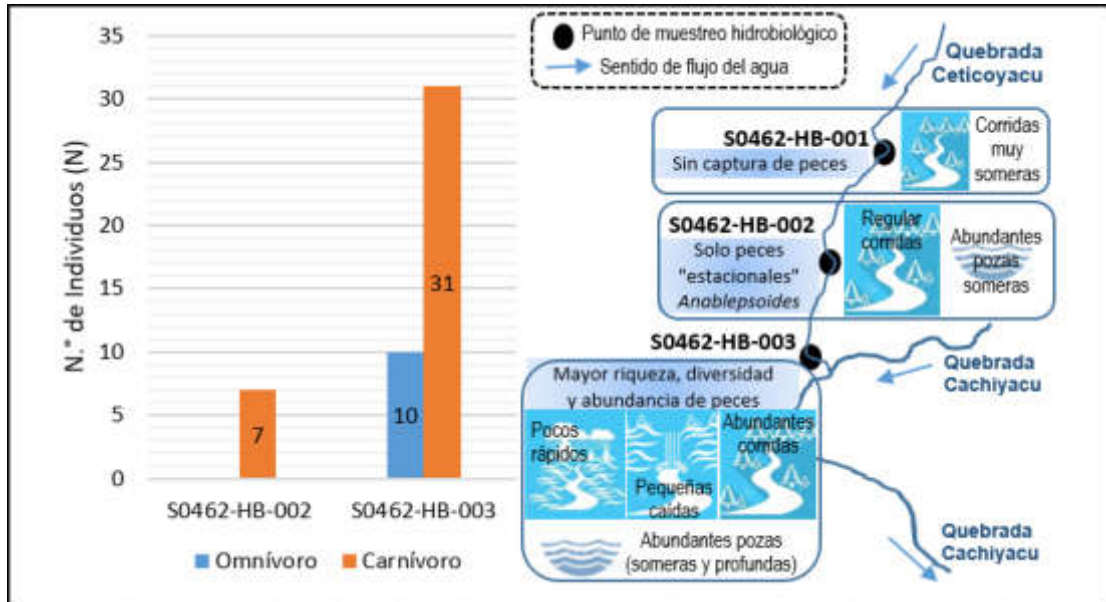 35
30
25
20
15
10
5
0
N.° de Individuos (N)
7
10
31
S0462-HB-002
S0462-HB-003
Omnívoro
Carnívoro
Punto de muestreo hidrobiológico
Sentido de flujo del agua
Quebrada
Ceticoyacu
S0462-HB-001
Sin captura de peces
Corridas
muy
someras
S0462-HB-002
Solo peces
"estacionales"
Anablepsoides
Regular
corridas
Abundantes
pozas
someras
S0462-HB-003
Mayor riqueza, diversidad
y abundancia de peces
Quebrada
Cachiyacu
Pocos
rápidos
Pequeñas
caídas
Abundantes
corridas
Abundantes pozas
(someras y profundas)
Quebrada
Cachiyacu